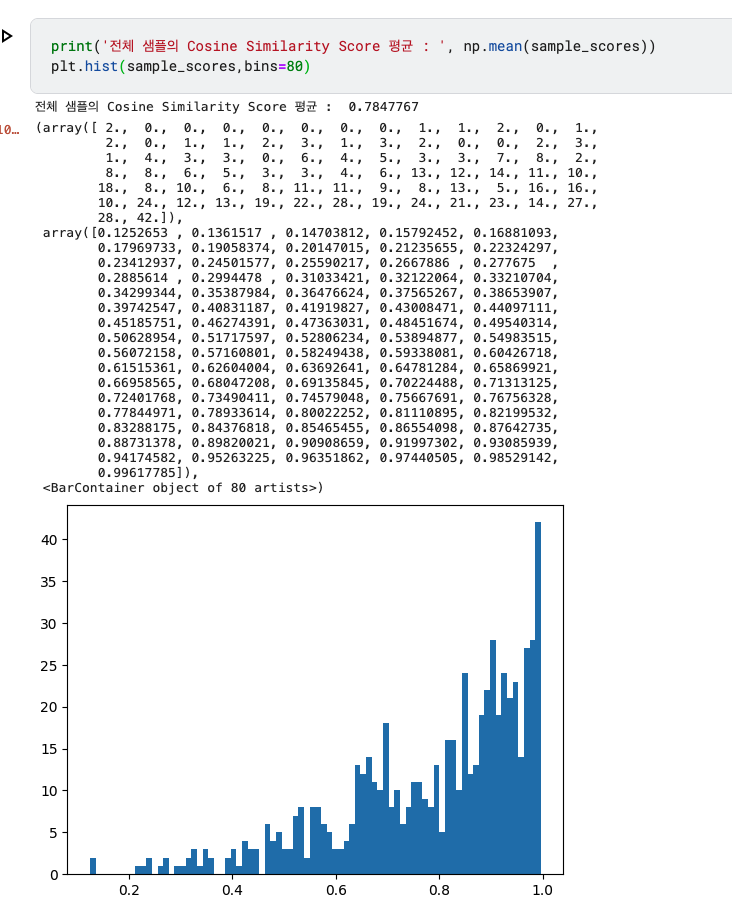 print('전체 샘플의 Cosine Similarity Score 평균 : ', np.mean(sample_scores))
plt.hist(sample_scores,bins=80)
전체 샘플의 Cosine Similarity Score 평균 :  0.7847767
10…
(array([ 2.,  0.,  0.,  0.,  0.,  0.,  0.,  0.,  1.,  1.,  2.,  0.,  1.,
2.,  0.,  1.,  1.,  2.,  3.,  1.,  3.,  2.,  0.,  0.,  2.,  3.,
1.,  4.,  3.,  3.,  0.,  6.,  4.,  5.,  3.,  3.,  7.,  8.,  2.,
8.,  8.,  6.,  5.,  3.,  3.,  4.,  6., 13., 12., 14., 11., 10.,
18.,  8., 10.,  6.,  8., 11., 11.,  9.,  8., 13.,  5., 16., 16.,
10., 24., 12., 13., 19., 22., 28., 19., 24., 21., 23., 14., 27.,
28., 42.]),
array([0.1252653 , 0.1361517 , 0.14703812, 0.15792452, 0.16881093,
0.17969733, 0.19058374, 0.20147015, 0.21235655, 0.22324297,
0.23412937, 0.24501577, 0.25590217, 0.2667886 , 0.277675  ,
0.2885614 , 0.2994478 , 0.31033421, 0.32122064, 0.33210704,
0.34299344, 0.35387984, 0.36476624, 0.37565267, 0.38653907,
0.39742547, 0.40831187, 0.41919827, 0.43008471, 0.44097111,
0.45185751, 0.46274391, 0.47363031, 0.48451674, 0.49540314,
0.50628954, 0.51717597, 0.52806234, 0.53894877, 0.54983515,
0.56072158, 0.57160801, 0.58249438, 0.59338081, 0.60426718,
0.61515361, 0.62604004, 0.63692641, 0.64781284, 0.65869921,
0.66958565, 0.68047208, 0.69135845, 0.70224488, 0.71313125,
0.72401768, 0.73490411, 0.74579048, 0.75667691, 0.76756328,
0.77844971, 0.78933614, 0.80022252, 0.81110895, 0.82199532,
0.83288175, 0.84376818, 0.85465455, 0.86554098, 0.87642735,
0.88731378, 0.89820021, 0.90908659, 0.91997302, 0.93085939,
0.94174582, 0.95263225, 0.96351862, 0.97440505, 0.98529142,
0.99617785]),
<BarContainer object of 80 artists>)
40
35
30
25
20
15
10
5
0
0.2 0.4 0.6 0.8 1.0